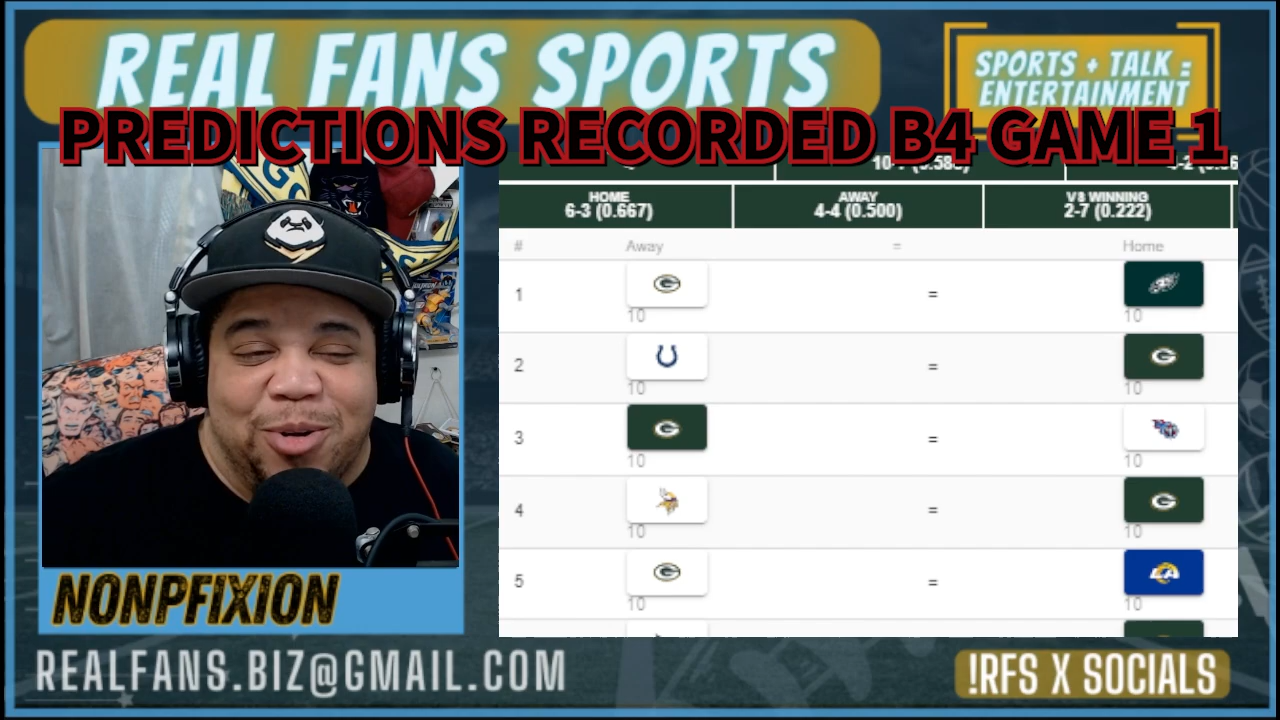 REAL FANS SPORTS
SPORTS + TALK =
ENTERTAINMENT
PREDICTIONS RECORDED B4 GAME 1
HOME
6-3 (0.667)
AWAY
4-4 (0.500)
VS WINNING
2-7 (0.222)
# Away = Home
1 =
10 10
2 =
10 10
3 =
10 10
4 =
10 10
5 =
10 10
NONPFIXION
REALFANS.BIZ@GMAIL.COM
!RFS X SOCIALS